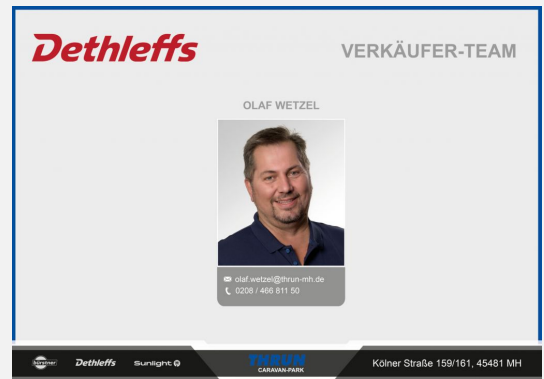 Dethleffs
VERKÄUFER-TEAM
OLAF WETZEL
olaf.wetzel@thrun-mh.de
0208 / 466 811 50
bürstner
Dethleffs
Sunlight
THRUN
CARAVAN-PARK
Kölner Straße 159/161, 45481 MH